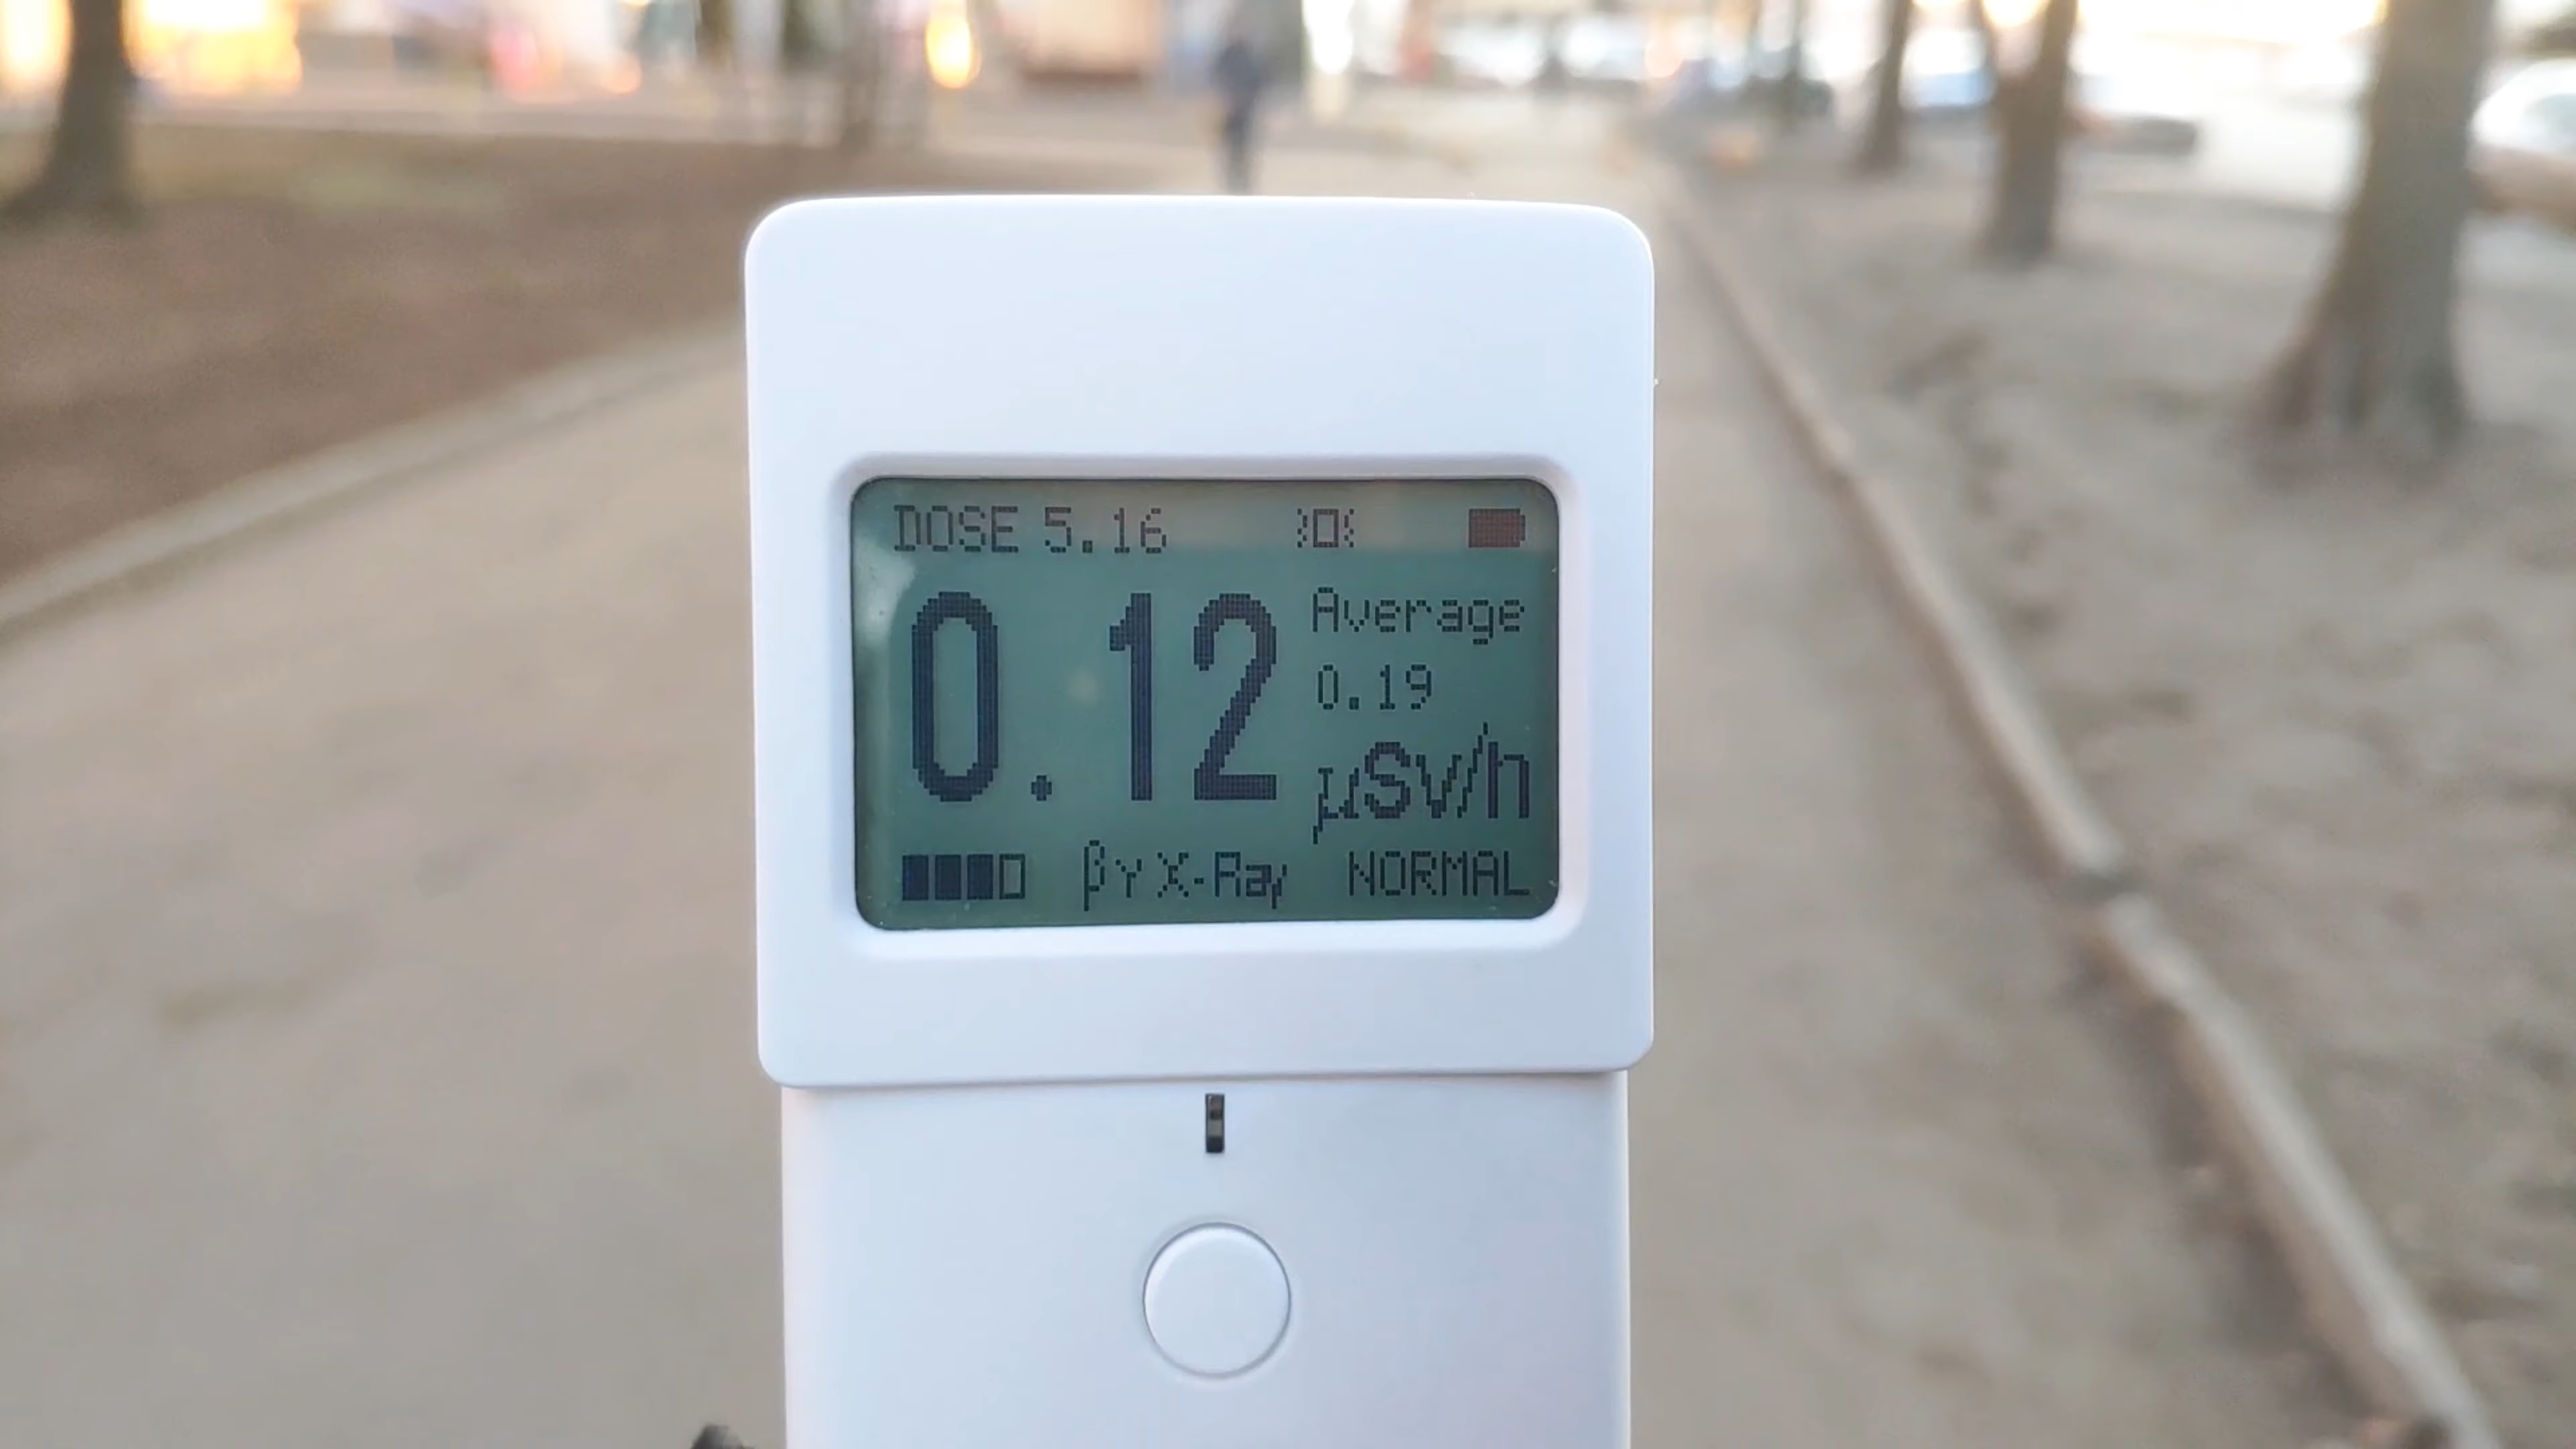 DOSE 5.16
0.12
Average
0.19
µSv/h
βγ X-Ray NORMAL